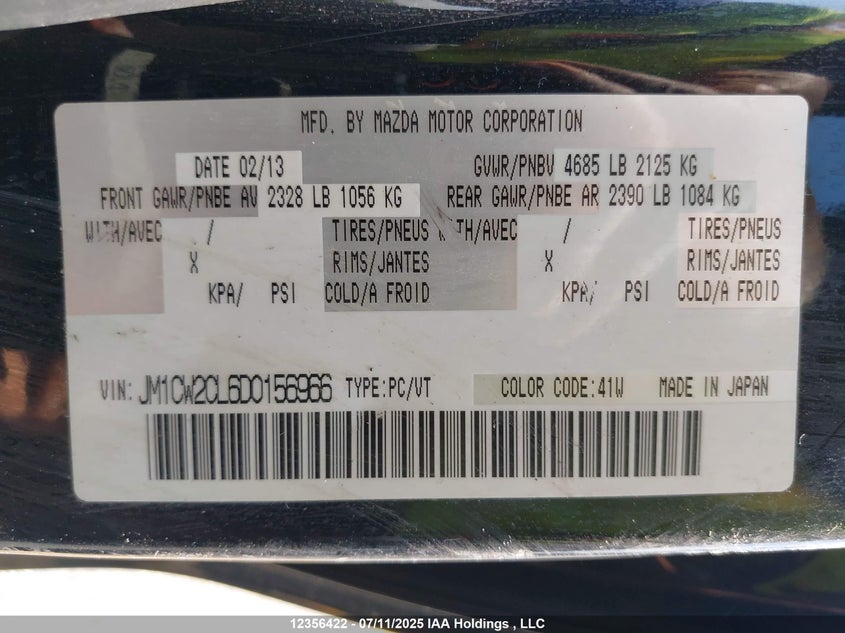 MFD. BY MAZDA MOTOR CORPORATION
DATE 02/13 GVWR/PNBV 4685 LB 2125 KG
FRONT GAWR/PNBE AV 2328 LB 1056 KG REAR GAWR/PNBE AR 2390 LB 1084 KG
WITH/AVEC / TIRES/PNEUS WITH/AVEC / TIRES/PNEUS
X RIMS/JANTES X RIMS/JANTES
KPA/ PSI COLD/A FROID KPA/ PSI COLD/A FROID
VIN: JM1CW2CL6D0156966 TYPE:PC/VT COLOR CODE:41W MADE IN JAPAN
12356422 - 07/11/2025 IAA Holdings , LLC